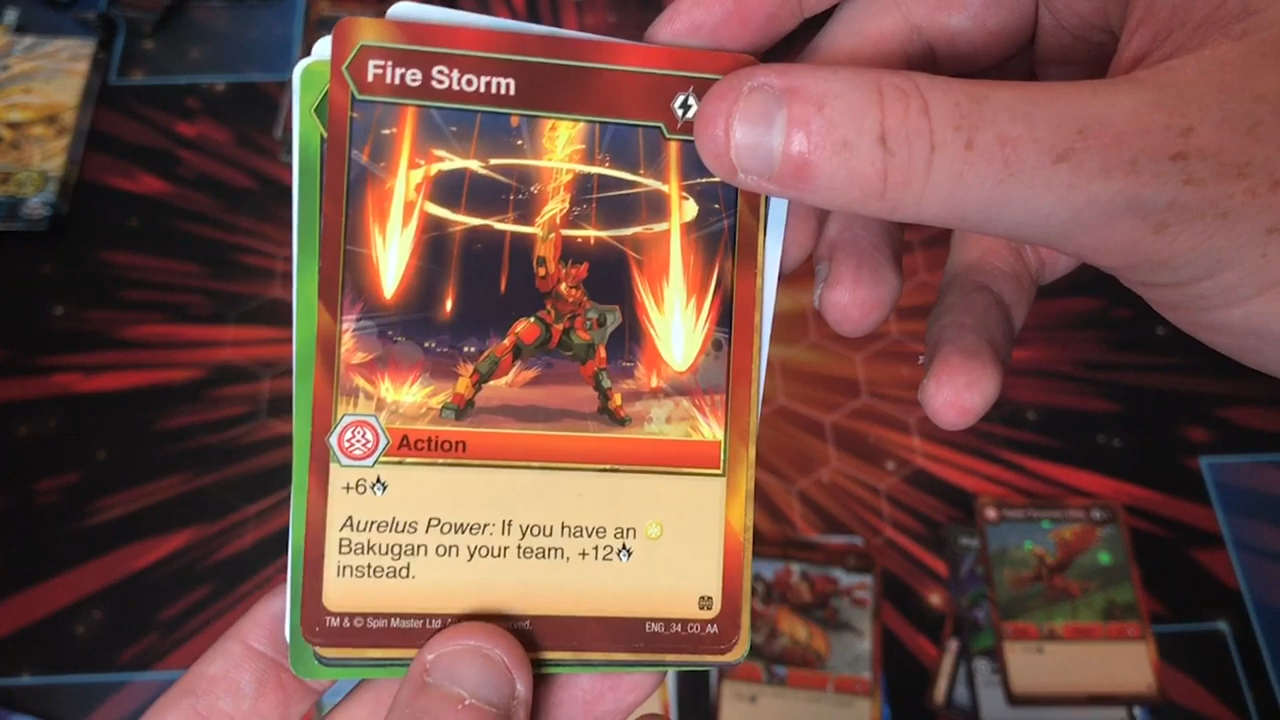 Fire Storm
Action
+6
Aurelus Power: If you have an
Bakugan on your team, +12
instead.
TM & © Spin Master Ltd. reserved.
ENG_34_CO_AA